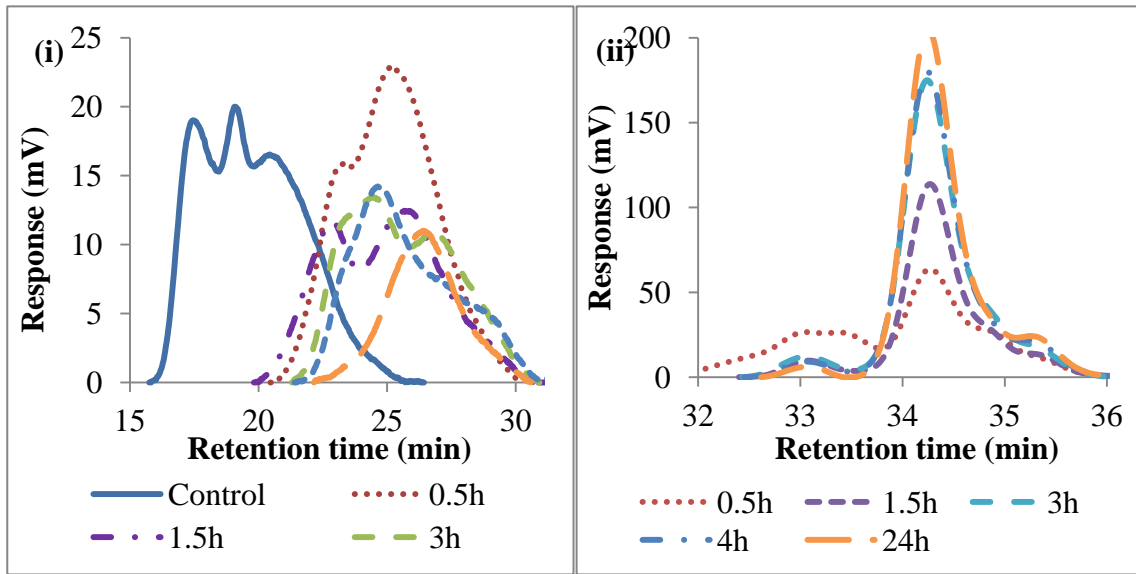 (i)
25
20
15
10
5
0
Response (mV)
15 20 25 30
Retention time (min)
Control 0.5h
1.5h 3h
(ii)
200
150
100
50
0
Response (mV)
32 33 34 35 36
Retention time (min)
0.5h 1.5h 3h
4h 24h